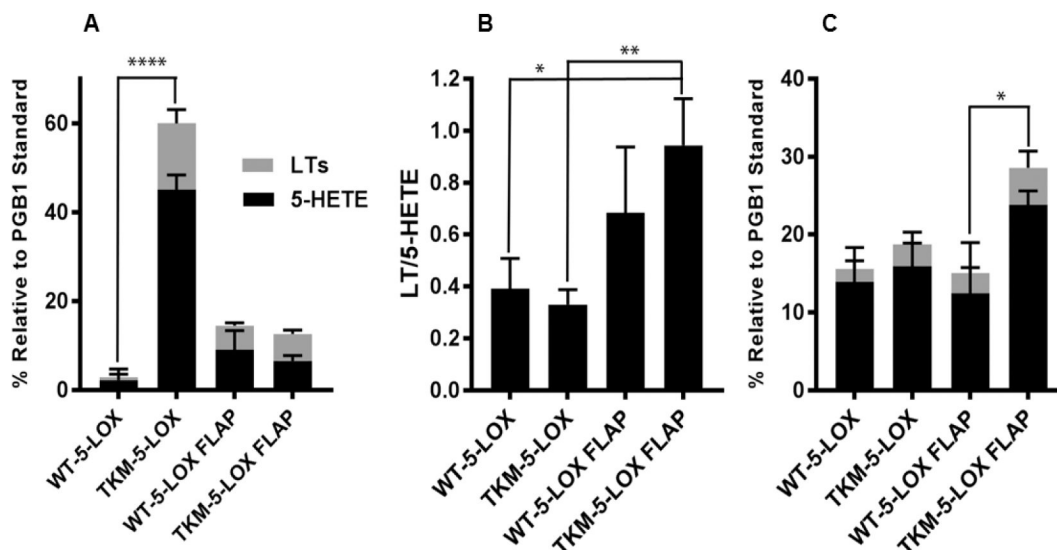 A
% Relative to PGB1 Standard
60
40
20
0
****
LTs
5-HETE
WT-5-LOX
TKM-5-LOX
WT-5-LOX FLAP
TKM-5-LOX FLAP
B
LT/5-HETE
1.2
1.0
0.8
0.6
0.4
0.2
0.0
*
**
WT-5-LOX
TKM-5-LOX
WT-5-LOX FLAP
TKM-5-LOX FLAP
C
% Relative to PGB1 Standard
40
30
20
10
0
*
WT-5-LOX
TKM-5-LOX
WT-5-LOX FLAP
TKM-5-LOX FLAP